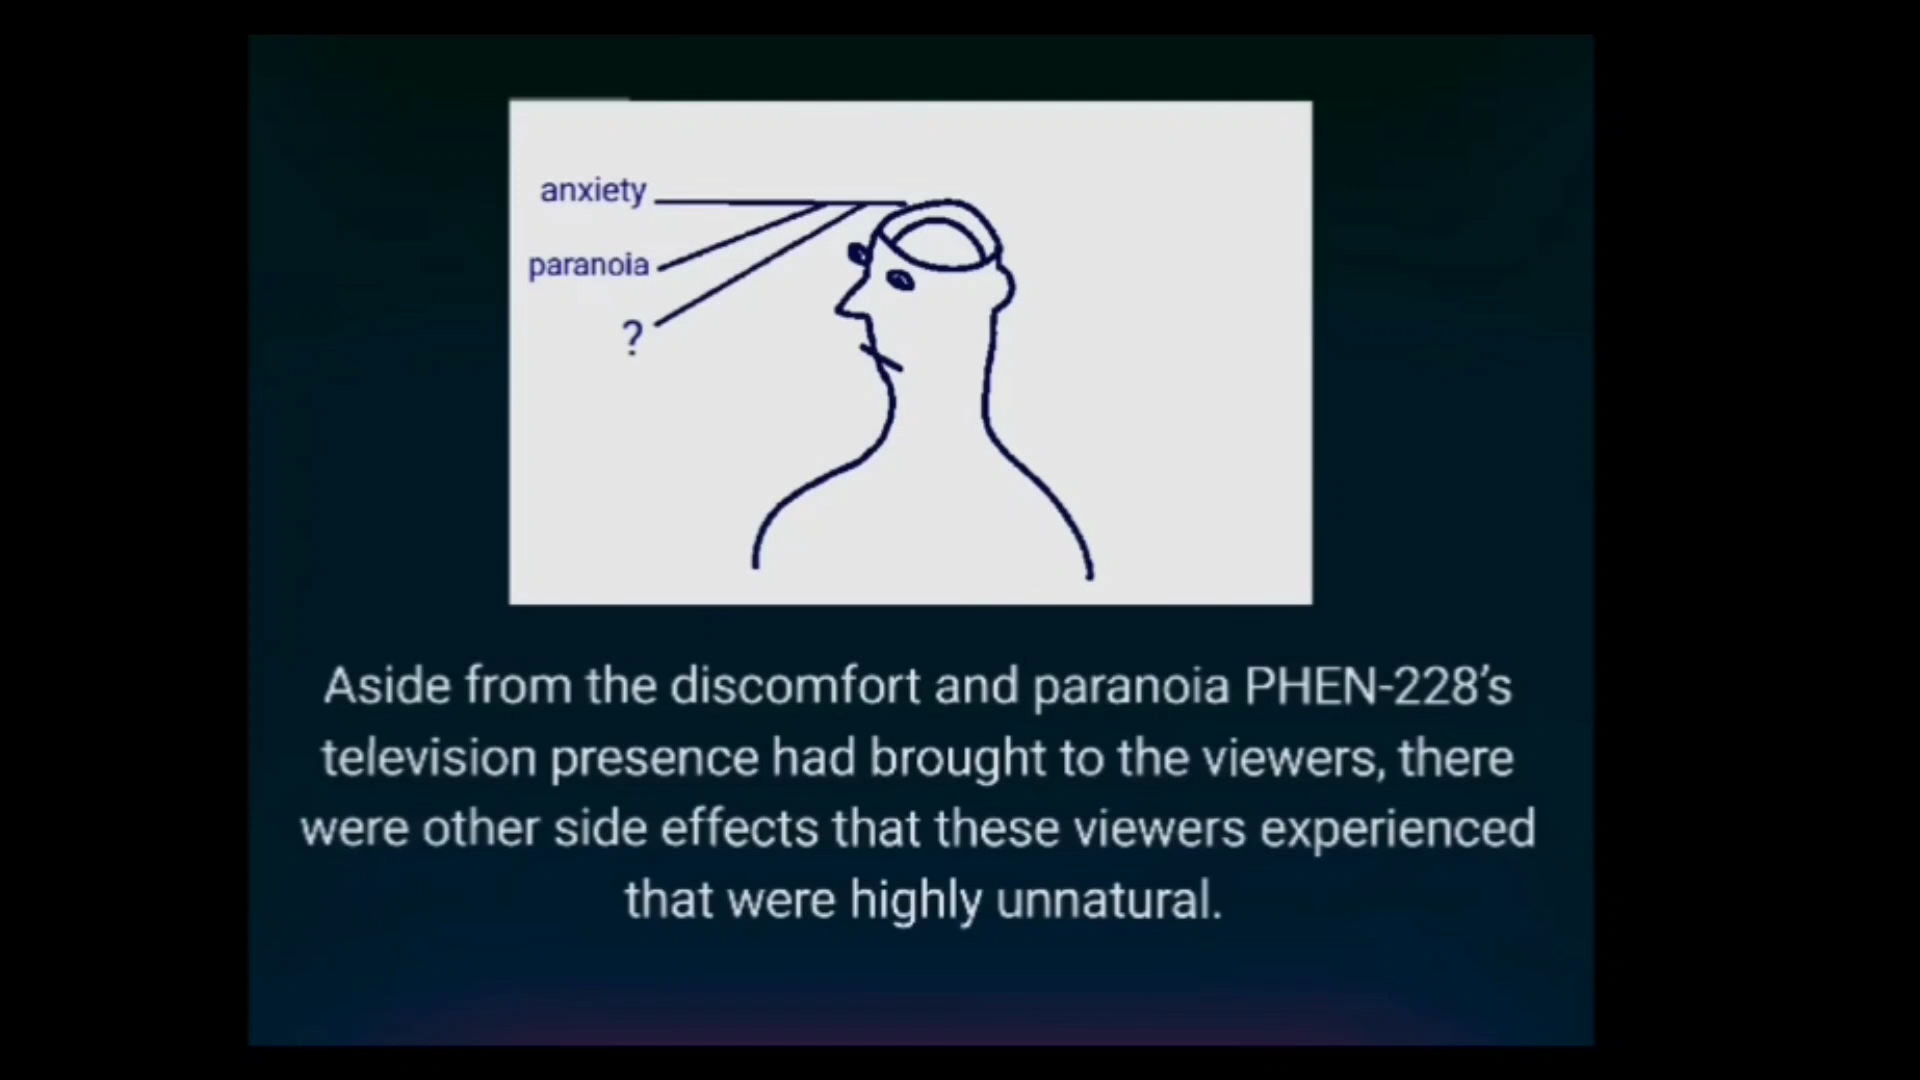 anxiety
paranoia
?
Aside from the discomfort and paranoia PHEN-228’s
television presence had brought to the viewers, there
were other side effects that these viewers experienced
that were highly unnatural.